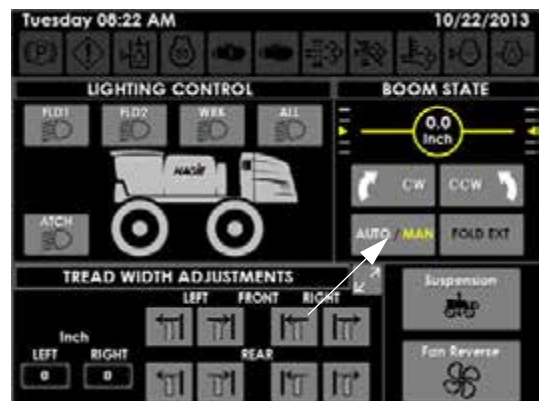 Tuesday 08:22 AM 10/22/2013
(P)
LIGHTING CONTROL
FLD1 FLD2 WRK ALL
HAGIE
ATCH
BOOM STATE
0.0
Inch
CW CCW
AUTO / MAN FOLD EXT
TREAD WIDTH ADJUSTMENTS
LEFT FRONT RIGHT
Inch
LEFT RIGHT
0 0
REAR
Suspension
Fan Reverse